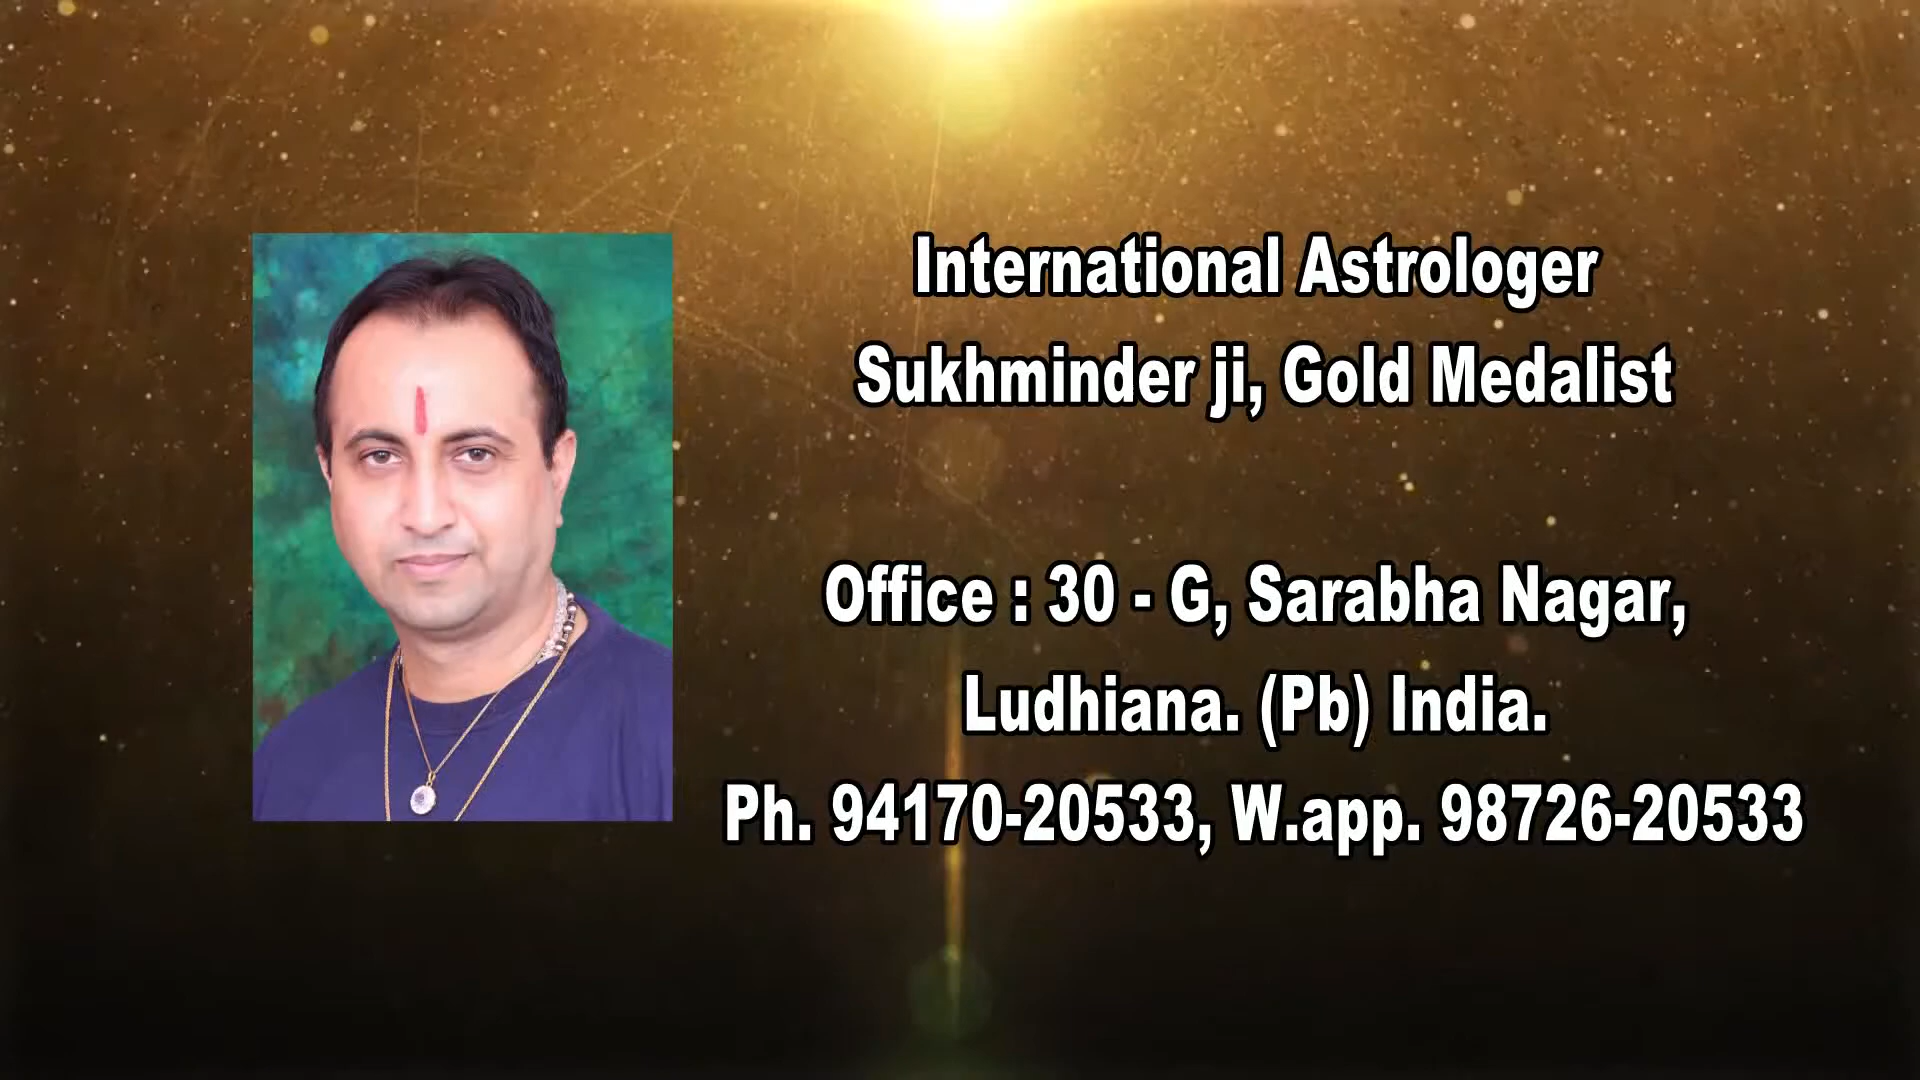 International Astrologer
Sukhminder ji, Gold Medalist
Office : 30 - G, Sarabha Nagar,
Ludhiana. (Pb) India.
Ph. 94170-20533, W.app. 98726-20533